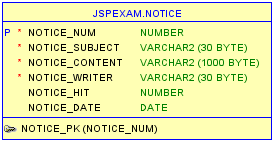 JSPEXAM.NOTICE
P * NOTICE_NUM NUMBER
* NOTICE_SUBJECT VARCHAR2 (30 BYTE)
* NOTICE_CONTENT VARCHAR2 (1000 BYTE)
* NOTICE_WRITER VARCHAR2 (30 BYTE)
NOTICE_HIT NUMBER
NOTICE_DATE DATE
NOTICE_PK (NOTICE_NUM)